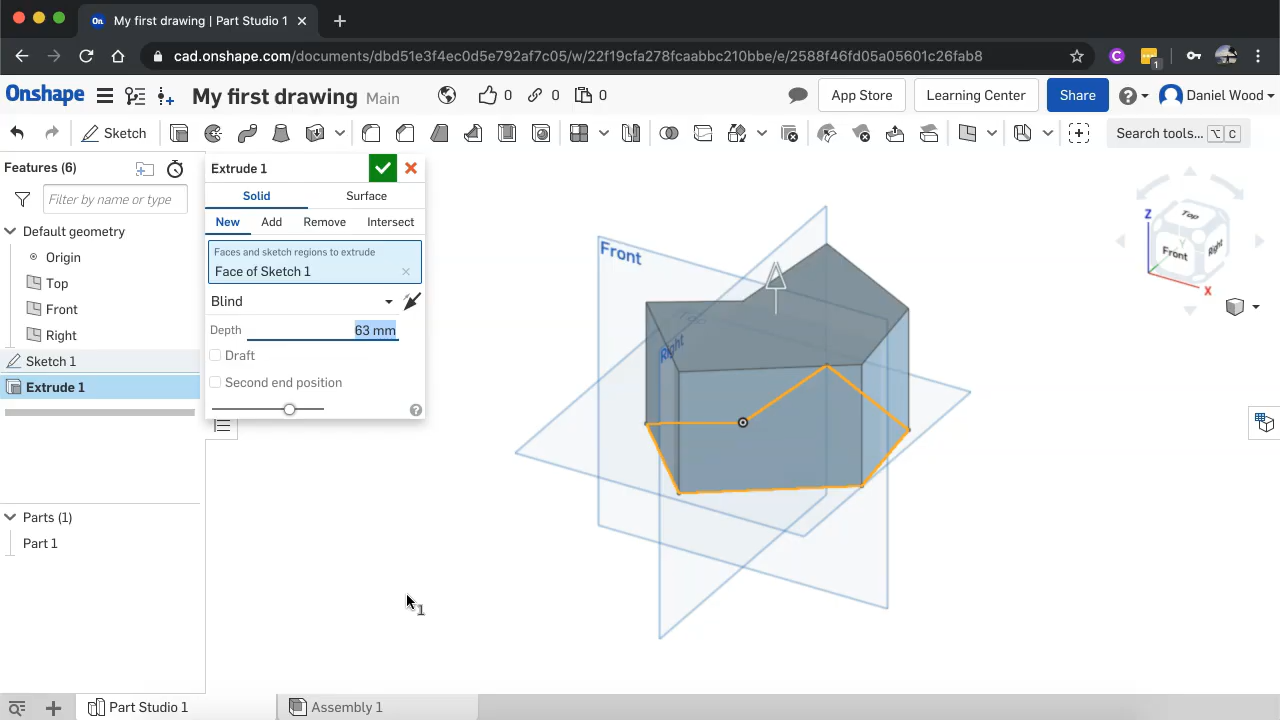 My first drawing | Part Studio 1
cad.onshape.com/documents/dbd51e3f4ec0d5e792af7c05/w/22f19cfa278fcaabbc210bbe/e/2588f46fd05a05601c26fab8
Onshape My first drawing Main 0 0 0 App Store Learning Center Share Daniel Wood
Sketch Search tools... ⌥ C
Features (6)
Filter by name or type
Default geometry
Origin
Top
Front
Right
Sketch 1
Extrude 1
Parts (1)
Part 1
Extrude 1
Solid Surface
New Add Remove Intersect
Faces and sketch regions to extrude
Face of Sketch 1
Blind
Depth 63 mm
Draft
Second end position
Front
Right
Z
Top
Front Right
Y
X
1
Part Studio 1 Assembly 1